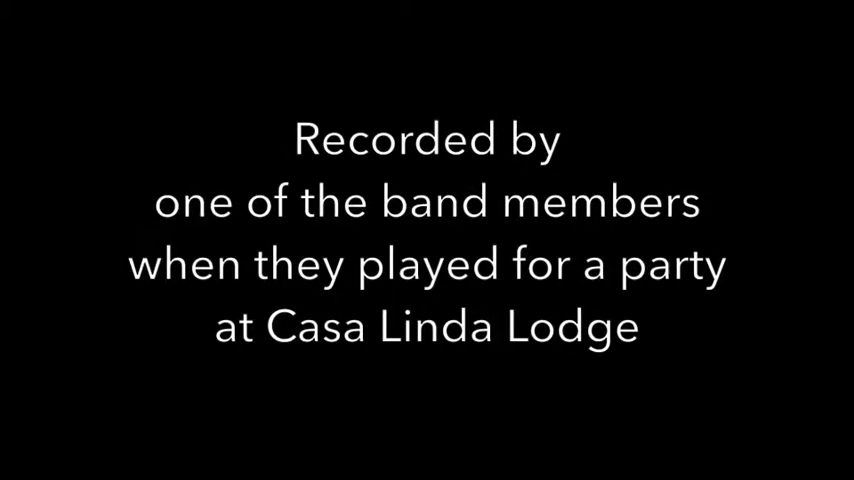 Recorded by
one of the band members
when they played for a party
at Casa Linda Lodge